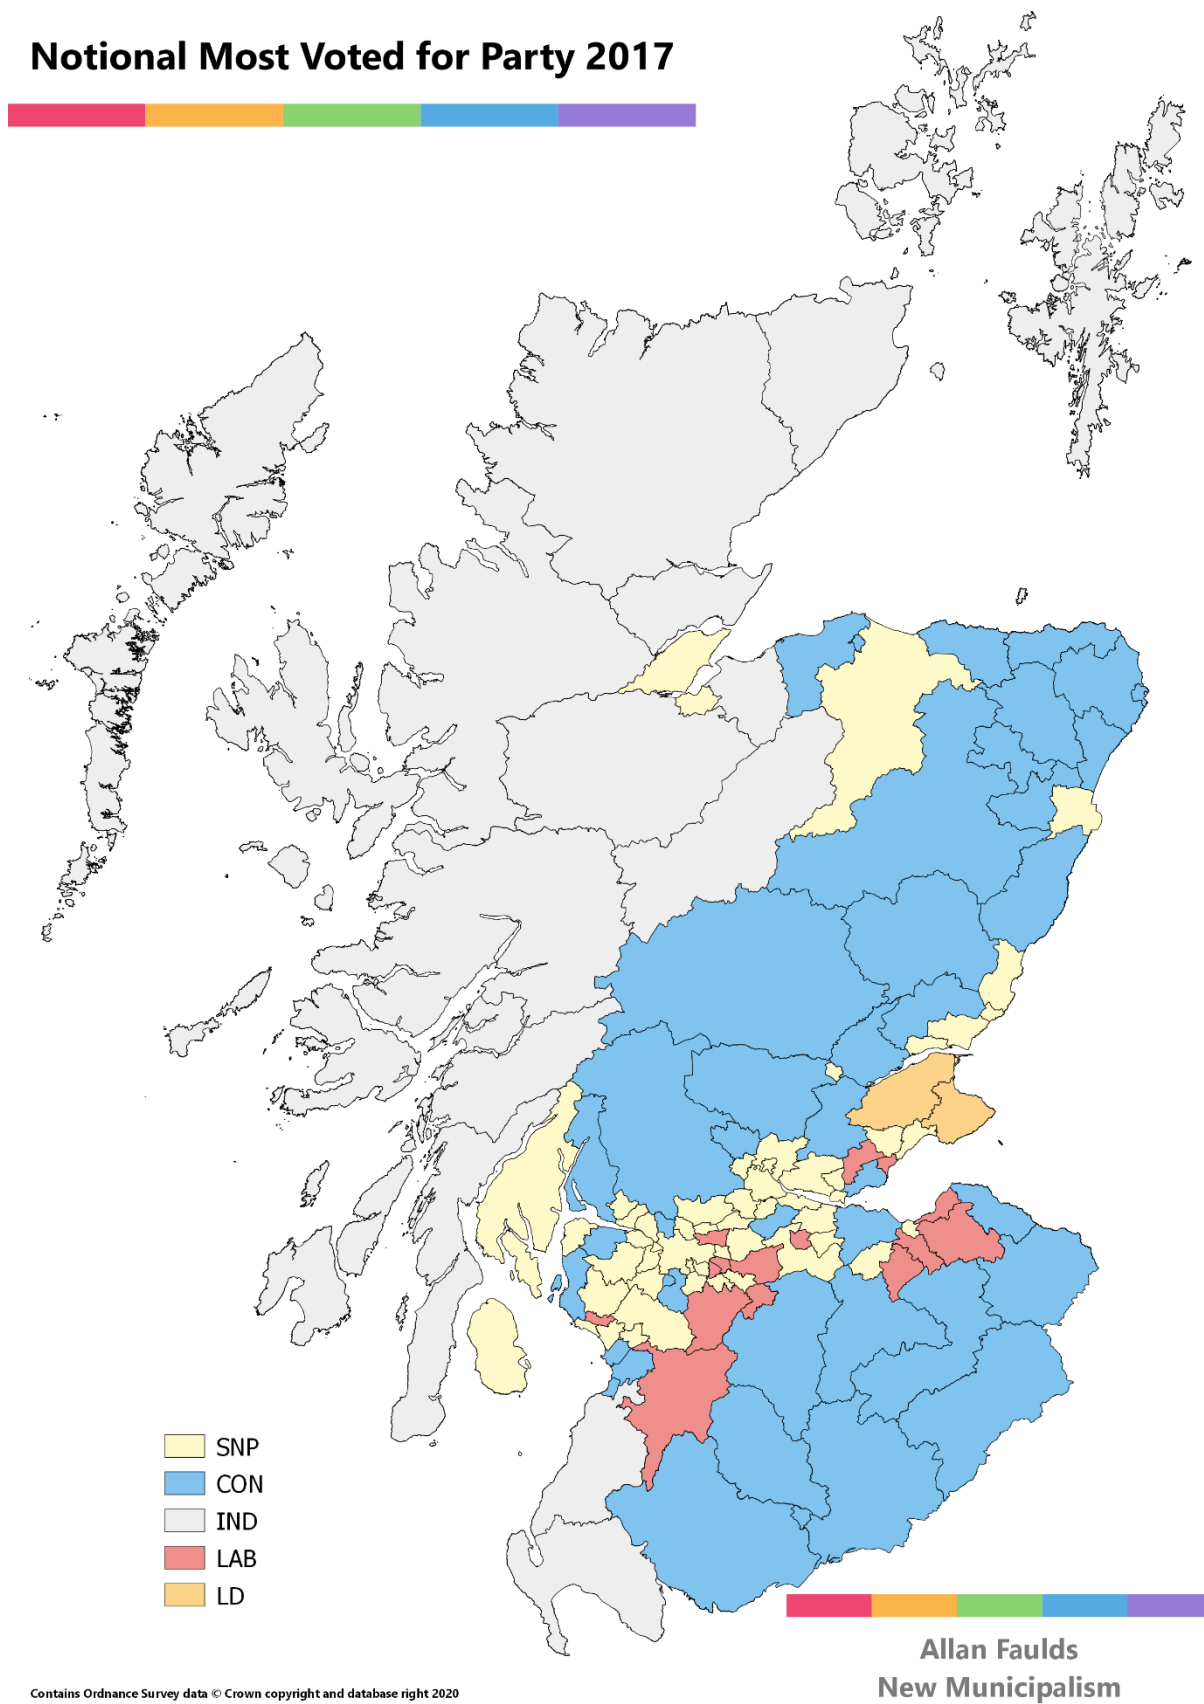 Notional Most Voted for Party 2017
SNP
CON
IND
LAB
LD
Allan Faulds
New Municipalism
Contains Ordnance Survey data © Crown copyright and database right 2020